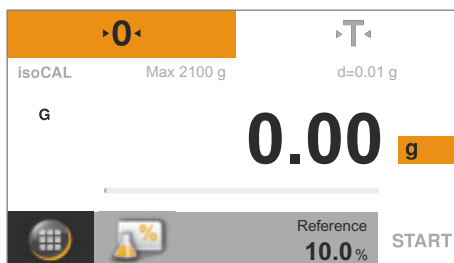 0 T
isoCAL Max 2100 g d=0.01 g
G
0.00 g
%
Reference
10.0% START